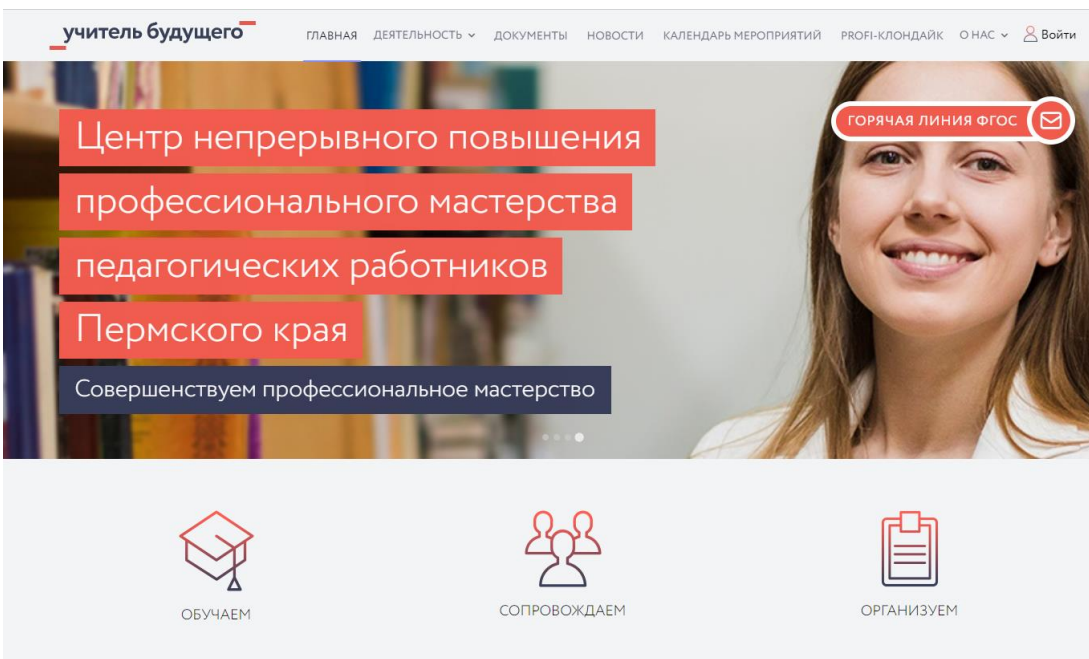 учитель будущего
ГЛАВНАЯ ДЕЯТЕЛЬНОСТЬ ДОКУМЕНТЫ НОВОСТИ КАЛЕНДАРЬ МЕРОПРИЯТИЙ PROFI-КЛОНДАЙК О НАС Войти
ГОРЯЧАЯ ЛИНИЯ ФГОС
Центр непрерывного повышения
профессионального мастерства
педагогических работников
Пермского края
Совершенствуем профессиональное мастерство
ОБУЧАЕМ
СОПРОВОЖДАЕМ
ОРГАНИЗУЕМ